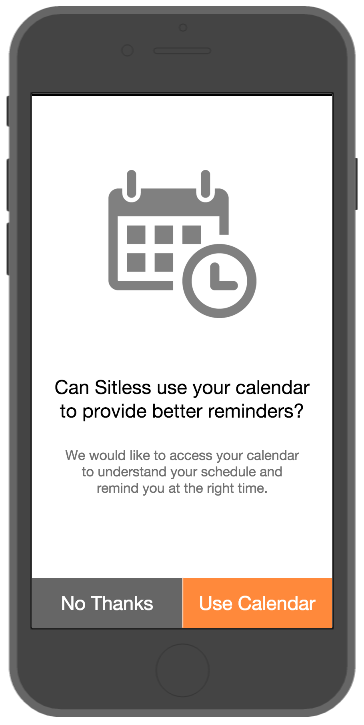 Can Sitless use your calendar
to provide better reminders?
We would like to access your calendar
to understand your schedule and
remind you at the right time.
No Thanks
Use Calendar